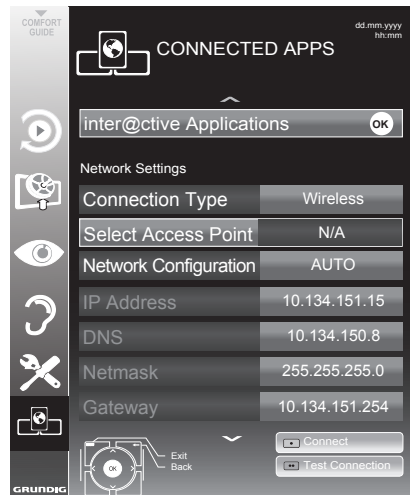 COMFORT
GUIDE
CONNECTED APPS
dd.mm.yyyy
hh:mm
inter@ctive Applications OK
Network Settings
Connection Type Wireless
Select Access Point N/A
Network Configuration AUTO
IP Address 10.134.151.15
DNS 10.134.150.8
Netmask 255.255.255.0
Gateway 10.134.151.254
OK
Exit
Back
Connect
Test Connection
GRUNDIG